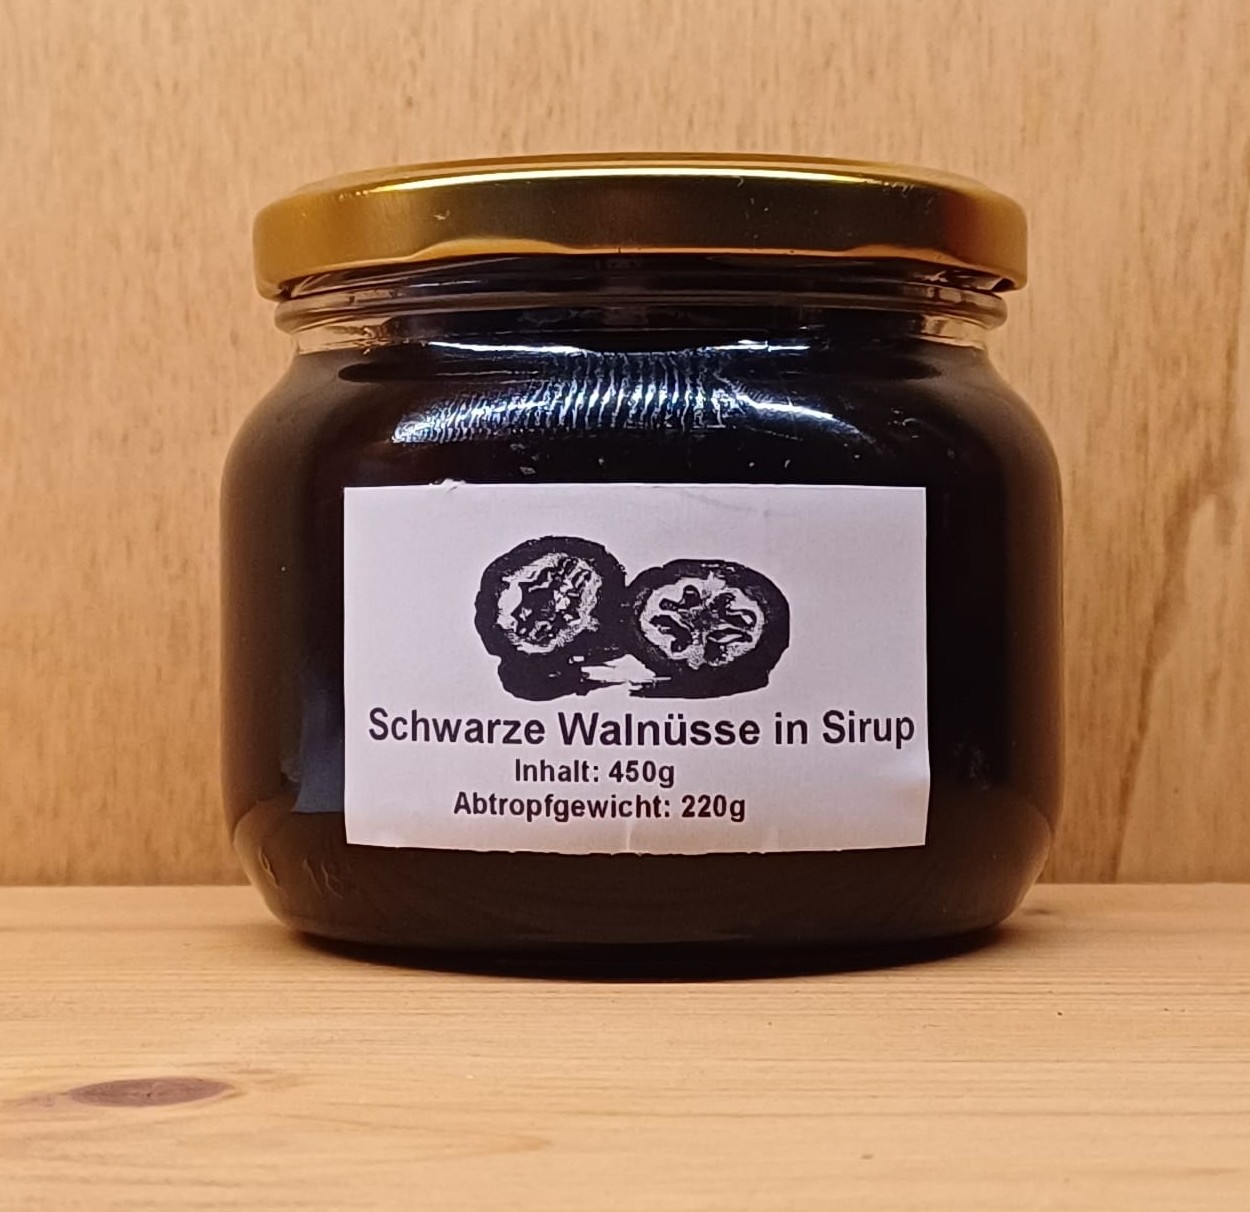 Schwarze Walnüsse in Sirup
Inhalt: 450g
Abtropfgewicht: 220g